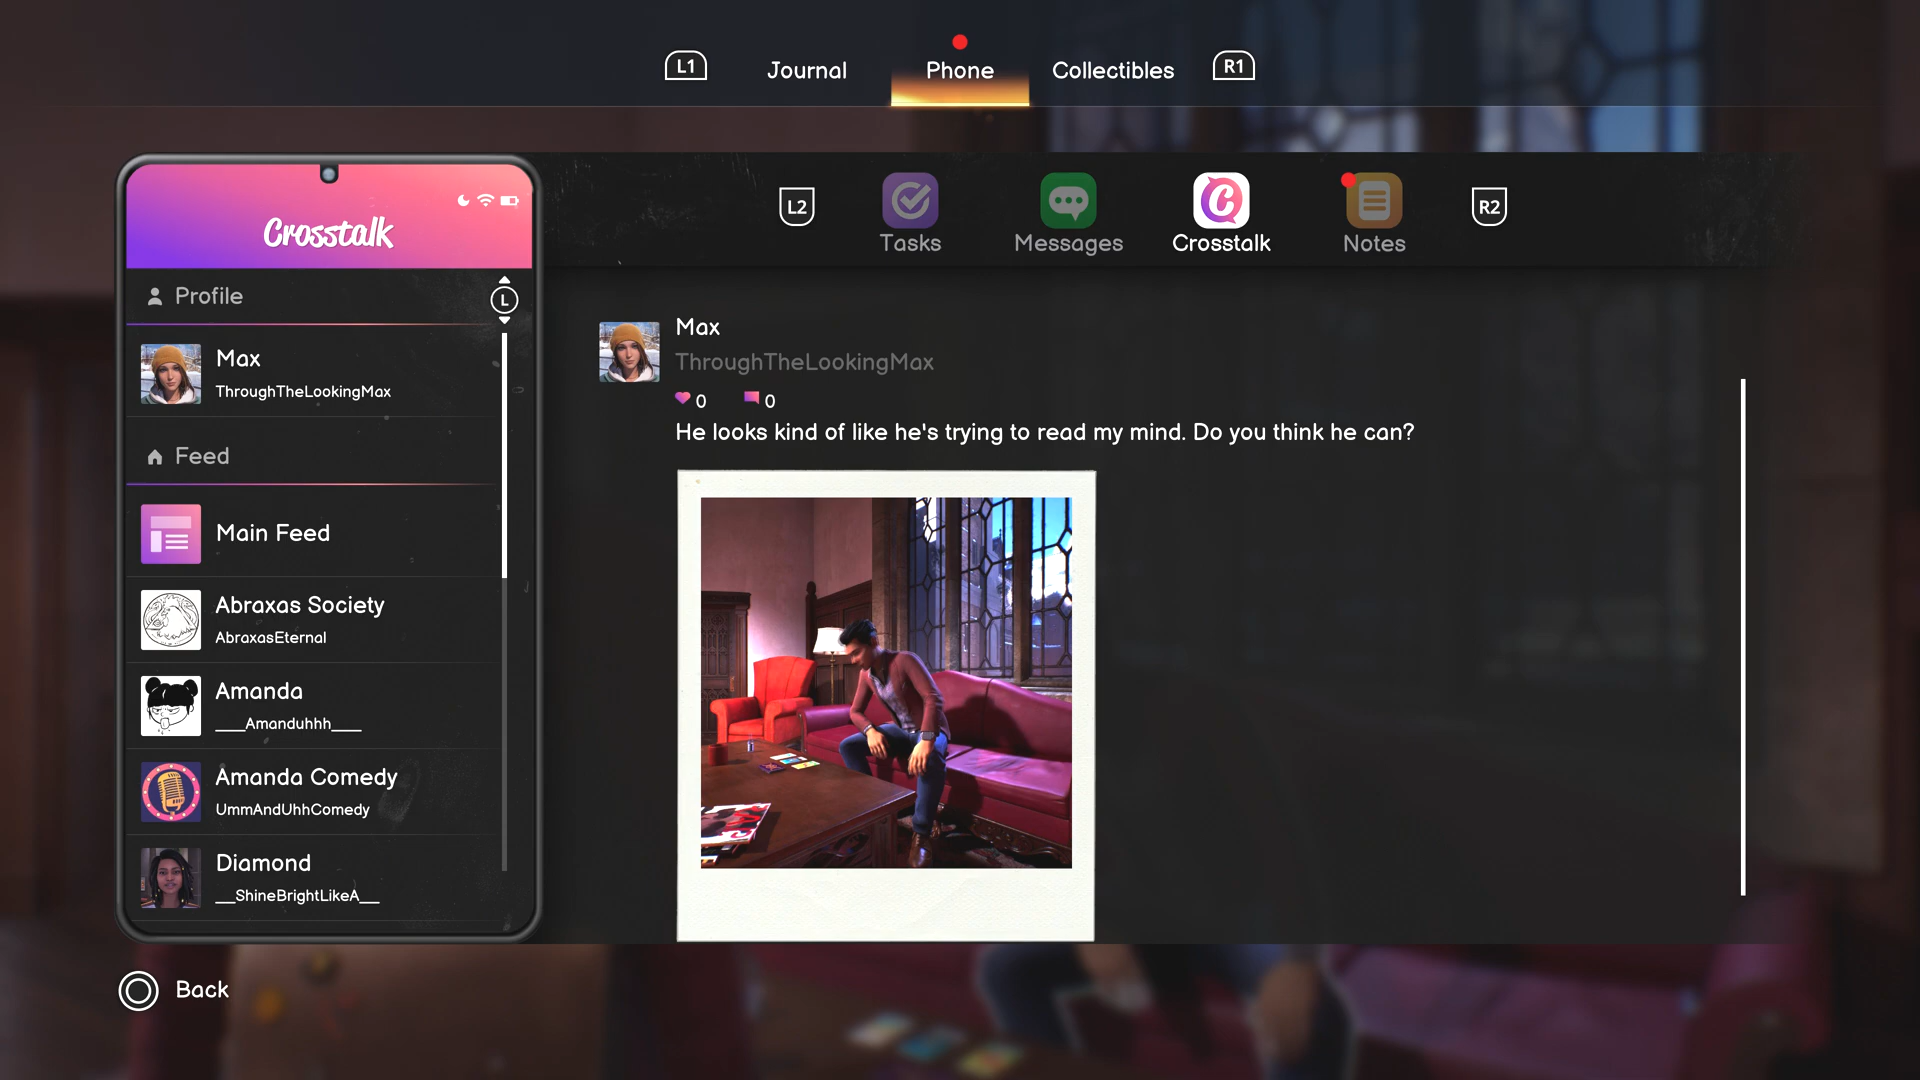 L1
Journal
Phone
Collectibles
R1
Crosstalk
L2
Tasks
Messages
Crosstalk
Notes
R2
Profile
L
Max
ThroughTheLookingMax
Feed
Main Feed
Abraxas Society
AbraxasEternal
Amanda
___Amanduhhh___
Amanda Comedy
UmmAndUhhComedy
Diamond
__ShineBrightLikeA__
Max
ThroughTheLookingMax
0 0
He looks kind of like he's trying to read my mind. Do you think he can?
Back